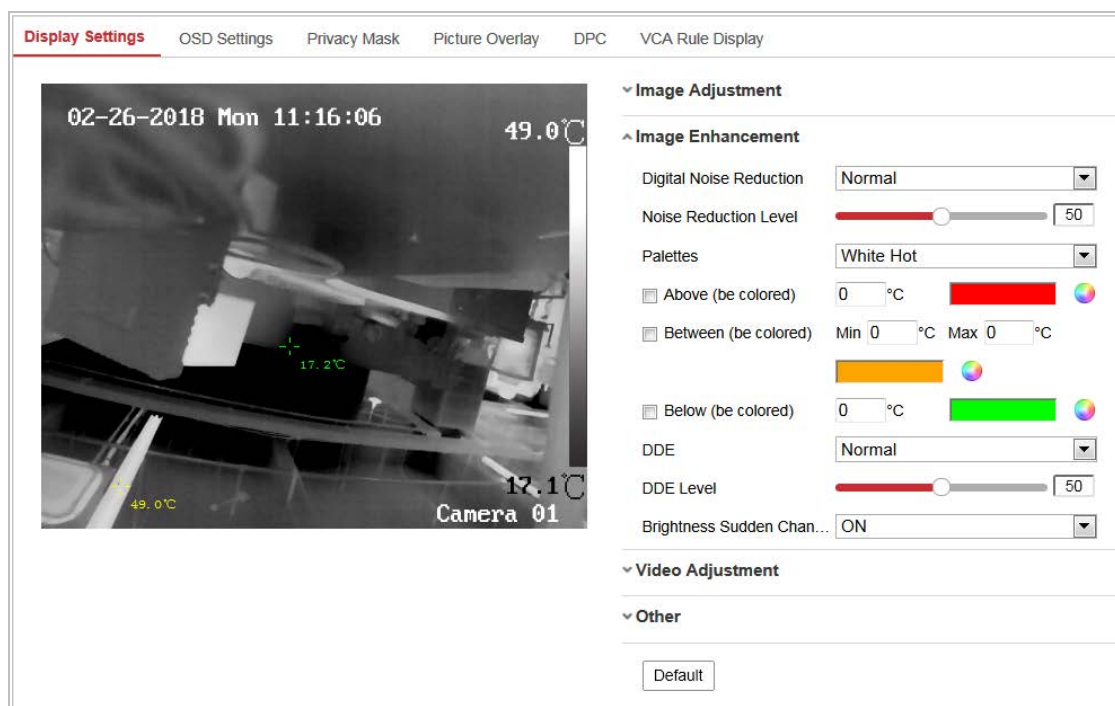 Display Settings OSD Settings Privacy Mask Picture Overlay DPC VCA Rule Display
02-26-2018 Mon 11:16:06
49.0℃
17.2℃
49.0℃
17.1℃
Camera 01
Image Adjustment
Image Enhancement
Digital Noise Reduction Normal
Noise Reduction Level 50
Palettes White Hot
Above (be colored) 0 °C
Between (be colored) Min 0 °C Max 0 °C
Below (be colored) 0 °C
DDE Normal
DDE Level 50
Brightness Sudden Chan... ON
Video Adjustment
Other
Default